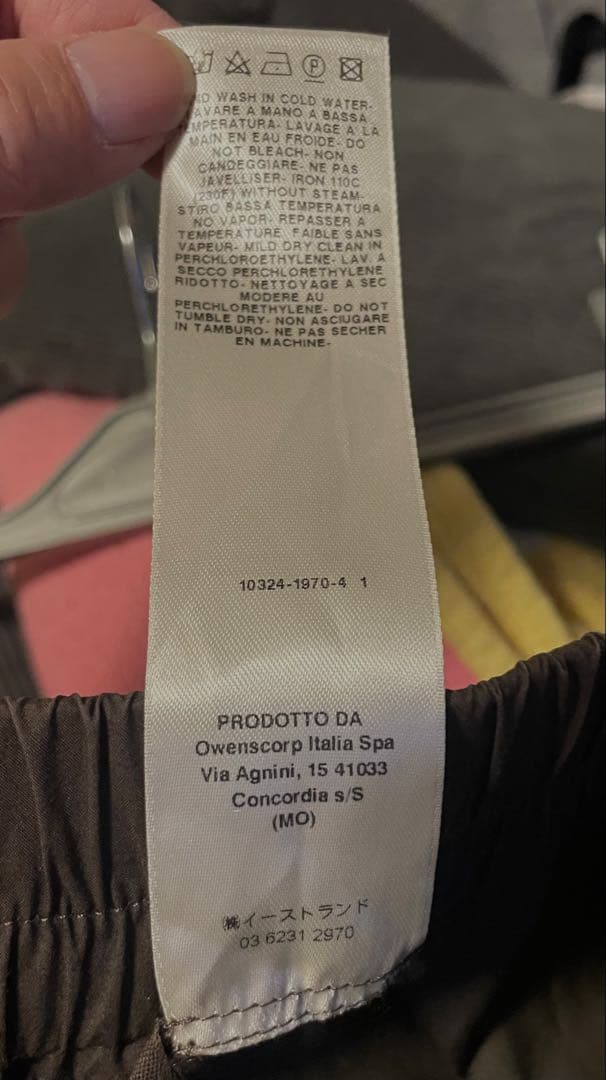 WASH IN COLD WATER-
LAVARE A MANO A BASSA
TEMPERATURA- LAVAGE A LA
MAIN EN EAU FROIDE- DO
NOT BLEACH- NON
CANDEGGIARE- NE PAS
JAVELLISER- IRON 110C
(230F) WITHOUT STEAM-
STIRO BASSA TEMPERATURA
NO VAPOR- REPASSER A
TEMPERATURE FAIBLE SANS
VAPEUR- MILD DRY CLEAN IN
PERCHLOROETHYLENE- LAV. A
SECCO PERCHLORETHYLENE
RIDOTTO- NETTOYAGE A SEC
MODERE AU
PERCHLORETHYLENE- DO NOT
TUMBLE DRY- NON ASCIUGARE
IN TAMBURO- NE PAS SECHER
EN MACHINE-
10324-1970-4 1
PRODOTTO DA
Owenscorp Italia Spa
Via Agnini, 15 41033
Concordia s/S
(MO)
㈱イーストランド
03 6231 2970